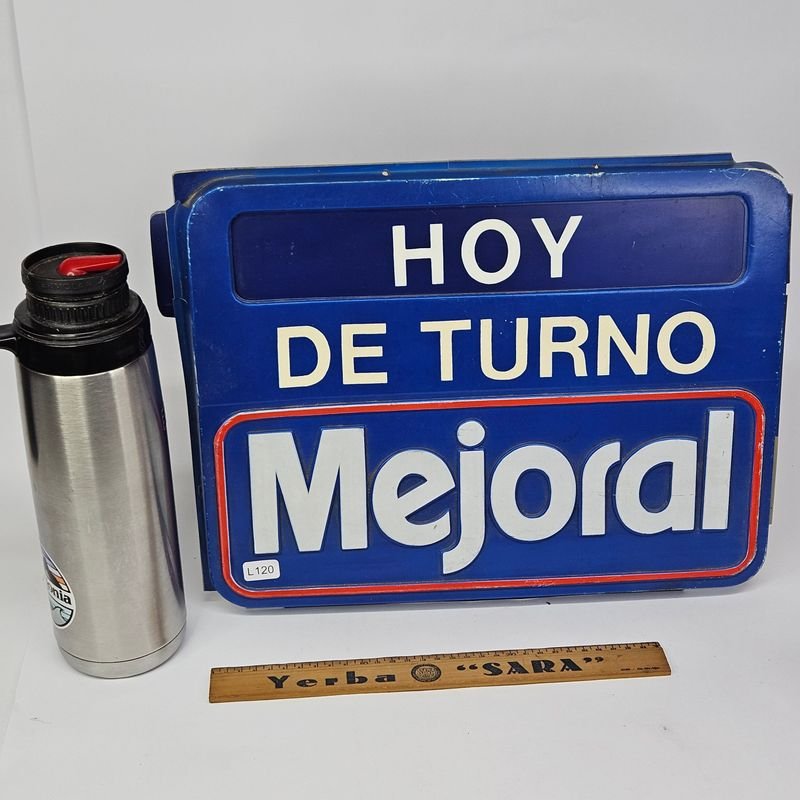 HOY
DE TURNO
Mejoral
L120
Yerba "SARA"